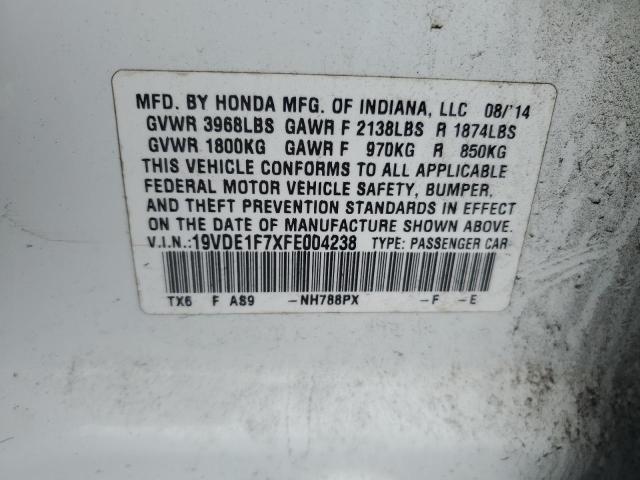 MFD. BY HONDA MFG. OF INDIANA, LLC 08/'14
GVWR 3968LBS GAWR F 2138LBS R 1874LBS
GVWR 1800KG GAWR F 970KG R 850KG
THIS VEHICLE CONFORMS TO ALL APPLICABLE
FEDERAL MOTOR VEHICLE SAFETY, BUMPER,
AND THEFT PREVENTION STANDARDS IN EFFECT
ON THE DATE OF MANUFACTURE SHOWN ABOVE.
V.I.N.:19VDE1F7XFE004238 TYPE: PASSENGER CAR
TX6 F AS9 -NH788PX -F -E